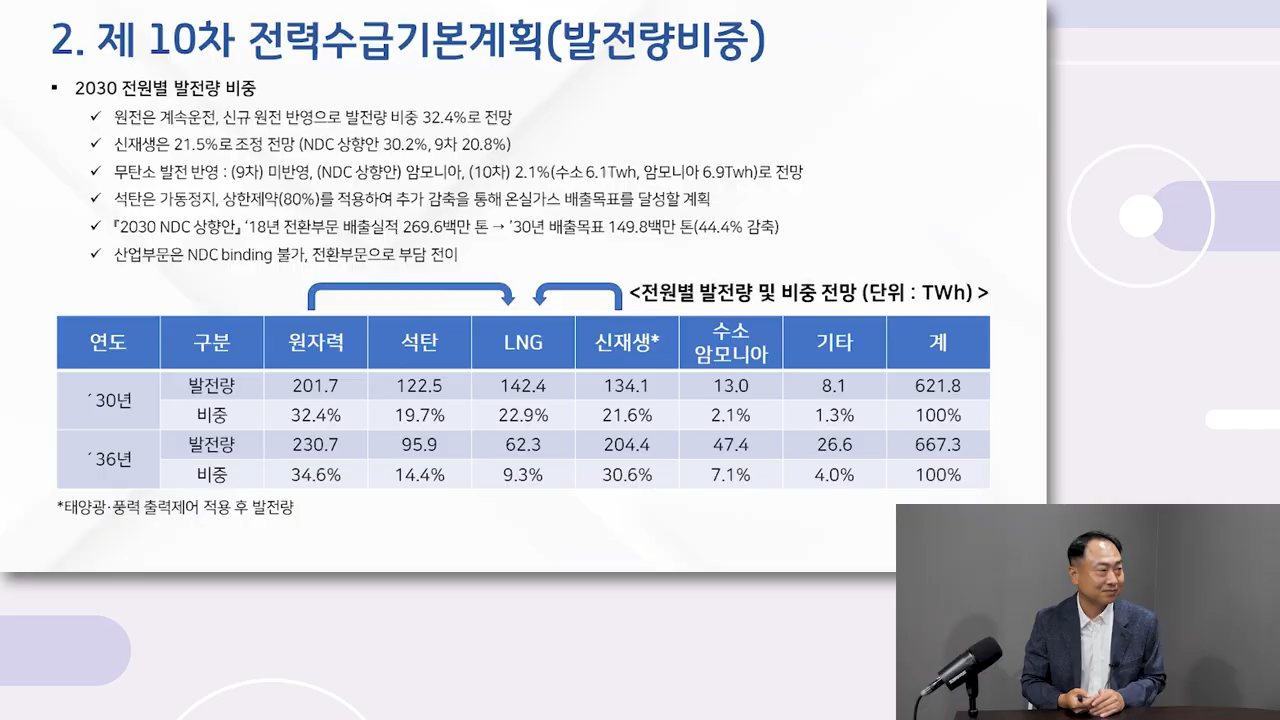 2. 제 10차 전력수급기본계획(발전량비중)
▪ 2030 전원별 발전량 비중
✓ 원전은 계속운전, 신규 원전 반영으로 발전량 비중 32.4%로 전망
✓ 신재생은 21.5%로 조정 전망 (NDC 상향안 30.2%, 9차 20.8%)
✓ 무탄소 발전 반영 : (9차) 미반영, (NDC 상향안) 암모니아, (10차) 2.1%(수소 6.1Twh, 암모니아 6.9Twh)로 전망
✓ 석탄은 가동정지, 상한제약(80%)를 적용하여 추가 감축을 통해 온실가스 배출목표를 달성할 계획
✓ 『2030 NDC 상향안』 ‘18년 전환부문 배출실적 269.6백만 톤 → ’30년 배출목표 149.8백만 톤(44.4% 감축)
✓ 산업부문은 NDC binding 불가, 전환부문으로 부담 전이
<전원별 발전량 및 비중 전망 (단위 : TWh) >
연도 구분 원자력 석탄 LNG 신재생* 수소 암모니아 기타 계
´30년 발전량 201.7 122.5 142.4 134.1 13.0 8.1 621.8
비중 32.4% 19.7% 22.9% 21.6% 2.1% 1.3% 100%
´36년 발전량 230.7 95.9 62.3 204.4 47.4 26.6 667.3
비중 34.6% 14.4% 9.3% 30.6% 7.1% 4.0% 100%
*태양광·풍력 출력제어 적용 후 발전량